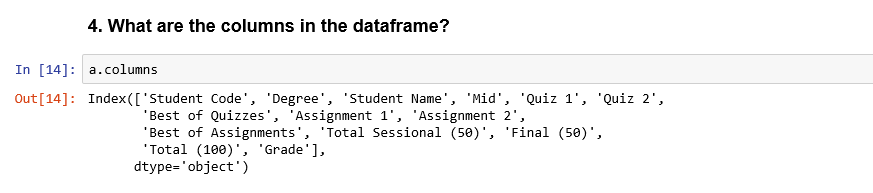 4. What are the columns in the dataframe?
In [14]: a.columns
Out[14]: Index(['Student Code', 'Degree', 'Student Name', 'Mid', 'Quiz 1', 'Quiz 2',
'Best of Quizzes', 'Assignment 1', 'Assignment 2',
'Best of Assignments', 'Total Sessional (50)', 'Final (50)',
'Total (100)', 'Grade'],
dtype='object')